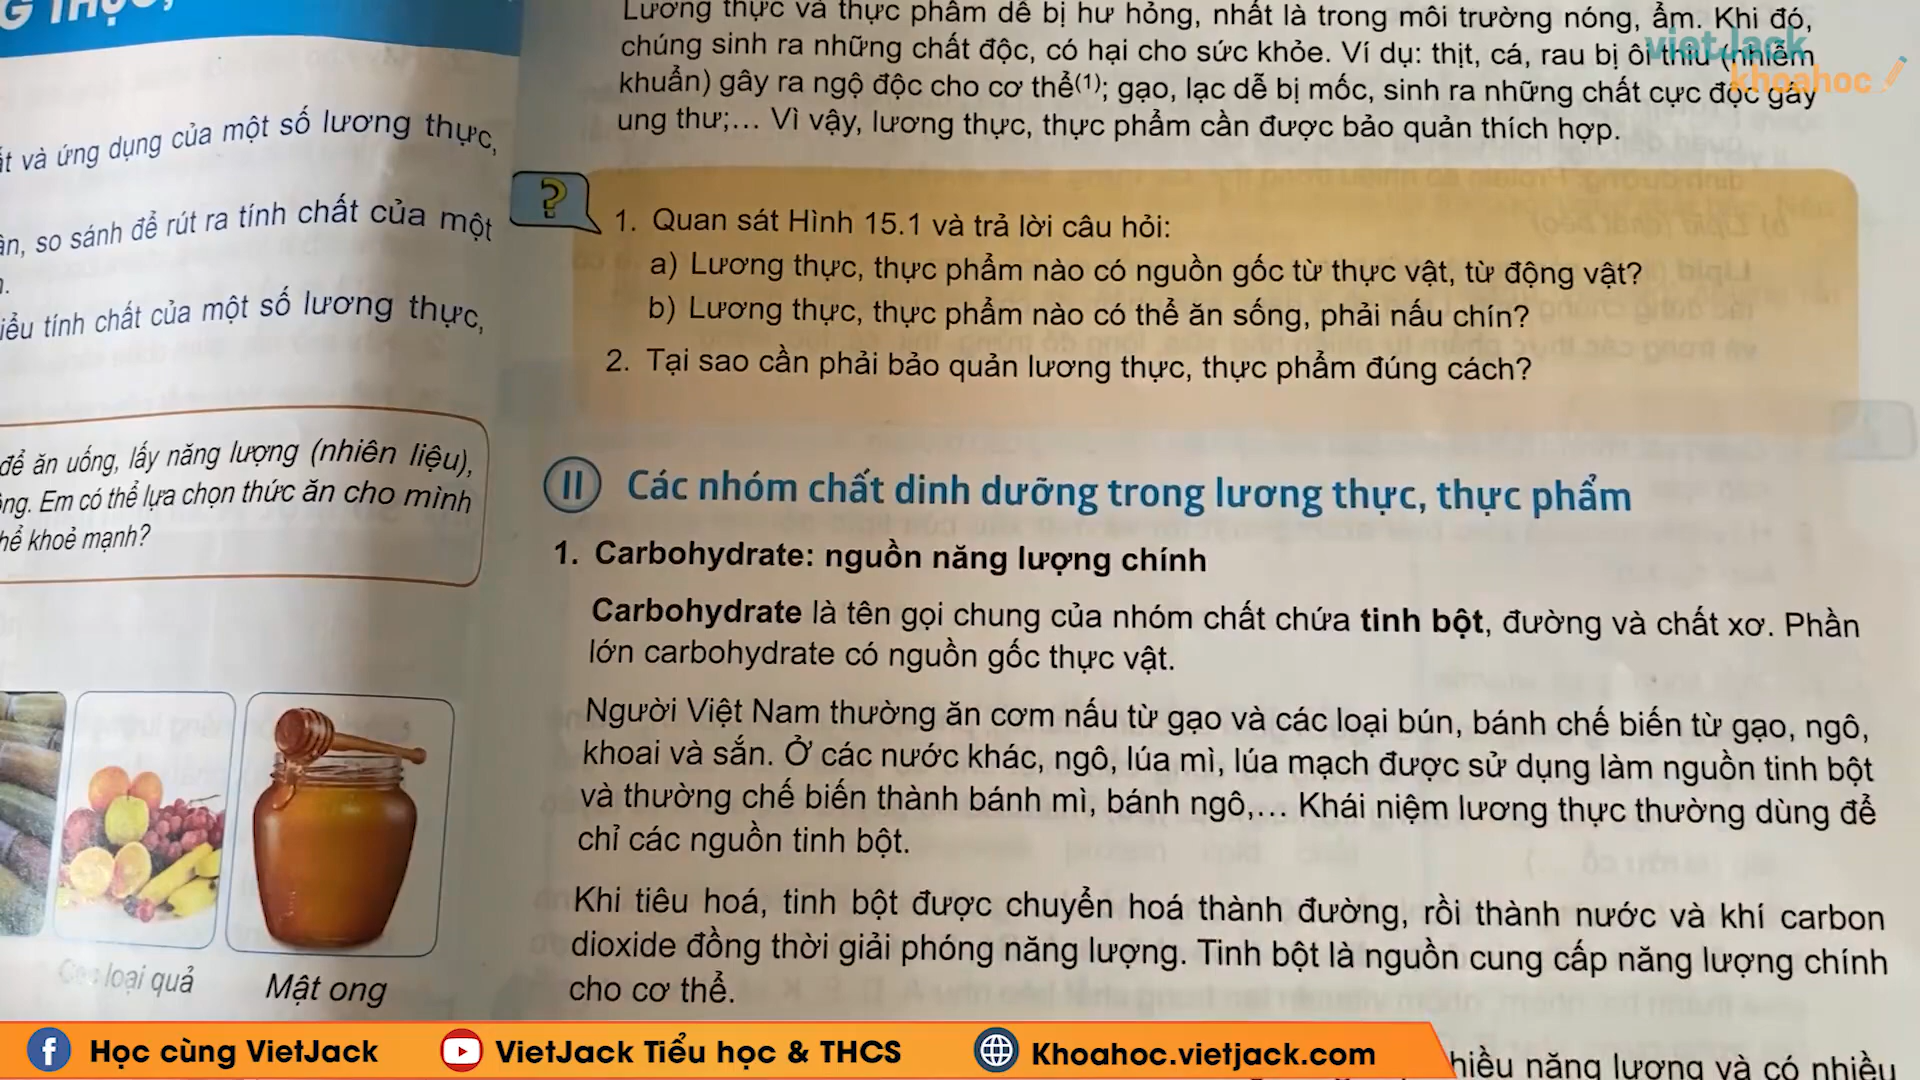 ứng dụng của một số lương thực,
so sánh để rút ra tính chất của một
tính chất của một số lương thực,
để ăn uống, lấy năng lượng (nhiên liệu),
Em có thể lựa chọn thức ăn cho mình
khoẻ mạnh?
loại quả
Mật ong
Lương thực và thực phẩm dễ bị hư hỏng, nhất là trong môi trường nóng, ẩm. Khi đó,
chúng sinh ra những chất độc, có hại cho sức khỏe. Ví dụ: thịt, cá, rau bị ôi thiu (nhiễm
khuẩn) gây ra ngộ độc cho cơ thể(1); gạo, lạc dễ bị mốc, sinh ra những chất cực độc gây
ung thư;... Vì vậy, lương thực, thực phẩm cần được bảo quản thích hợp.
vietjack
khoahoc
?
1. Quan sát Hình 15.1 và trả lời câu hỏi:
a) Lương thực, thực phẩm nào có nguồn gốc từ thực vật, từ động vật?
b) Lương thực, thực phẩm nào có thể ăn sống, phải nấu chín?
2. Tại sao cần phải bảo quản lương thực, thực phẩm đúng cách?
II Các nhóm chất dinh dưỡng trong lương thực, thực phẩm
1. Carbohydrate: nguồn năng lượng chính
Carbohydrate là tên gọi chung của nhóm chất chứa tinh bột, đường và chất xơ. Phần
lớn carbohydrate có nguồn gốc thực vật.
Người Việt Nam thường ăn cơm nấu từ gạo và các loại bún, bánh chế biến từ gạo, ngô,
khoai và sắn. Ở các nước khác, ngô, lúa mì, lúa mạch được sử dụng làm nguồn tinh bột
và thường chế biến thành bánh mì, bánh ngô,... Khái niệm lương thực thường dùng để
chỉ các nguồn tinh bột.
Khi tiêu hoá, tinh bột được chuyển hoá thành đường, rồi thành nước và khí carbon
dioxide đồng thời giải phóng năng lượng. Tinh bột là nguồn cung cấp năng lượng chính
cho cơ thể.
năng lượng và có nhiều
Học cùng VietJack
VietJack Tiểu học & THCS
Khoahoc.vietjack.com